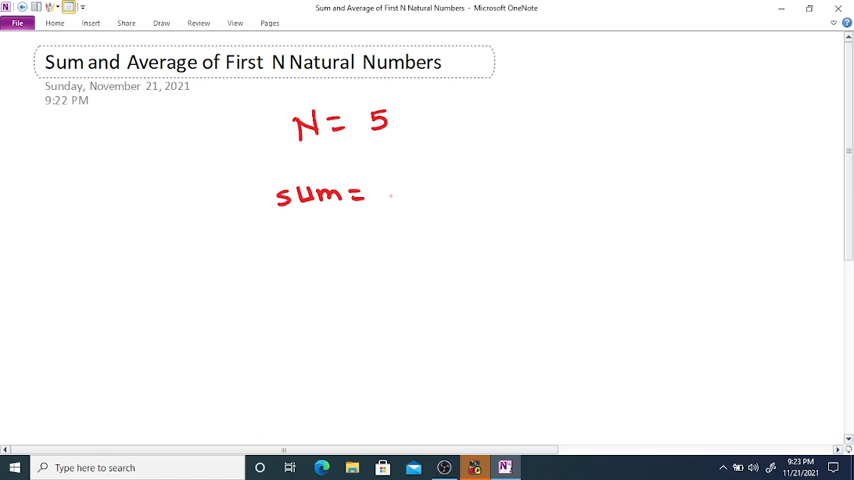 Sum and Average of First N Natural Numbers - Microsoft OneNote
File Home Insert Share Draw Review View Pages
Sum and Average of First N Natural Numbers
Sunday, November 21, 2021
9:22 PM
N = 5
sum =
Type here to search
9:23 PM
11/21/2021